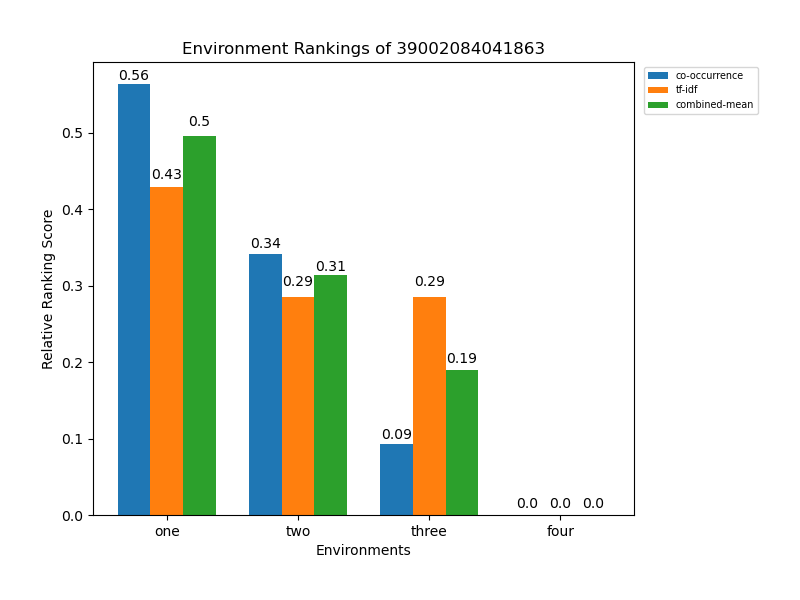 Environment Rankings of 39002084041863
co-occurrence
tf-idf
combined-mean
Relative Ranking Score
0.5
0.4
0.3
0.2
0.1
0.0
0.56
0.43
0.5
0.34
0.29
0.31
0.09
0.29
0.19
0.0 0.0 0.0
one two three four
Environments